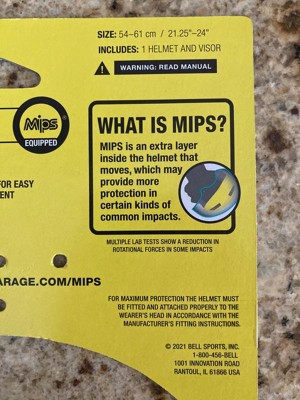 SIZE: 54–61 cm / 21.25"–24"
INCLUDES: 1 HELMET AND VISOR
WARNING: READ MANUAL
Mips
EQUIPPED
WHAT IS MIPS?
MIPS is an extra layer
inside the helmet that
moves, which may
provide more
protection in
certain kinds of
common impacts.
FOR EASY
ENT
MULTIPLE LAB TESTS SHOW A REDUCTION IN
ROTATIONAL FORCES IN SOME IMPACTS
ARAGE.COM/MIPS
FOR MAXIMUM PROTECTION THE HELMET MUST
BE FITTED AND ATTACHED PROPERLY TO THE
WEARER'S HEAD IN ACCORDANCE WITH THE
MANUFACTURER'S FITTING INSTRUCTIONS.
© 2021 BELL SPORTS, INC.
1-800-456-BELL
1001 INNOVATION ROAD
RANTOUL, IL 61866 USA